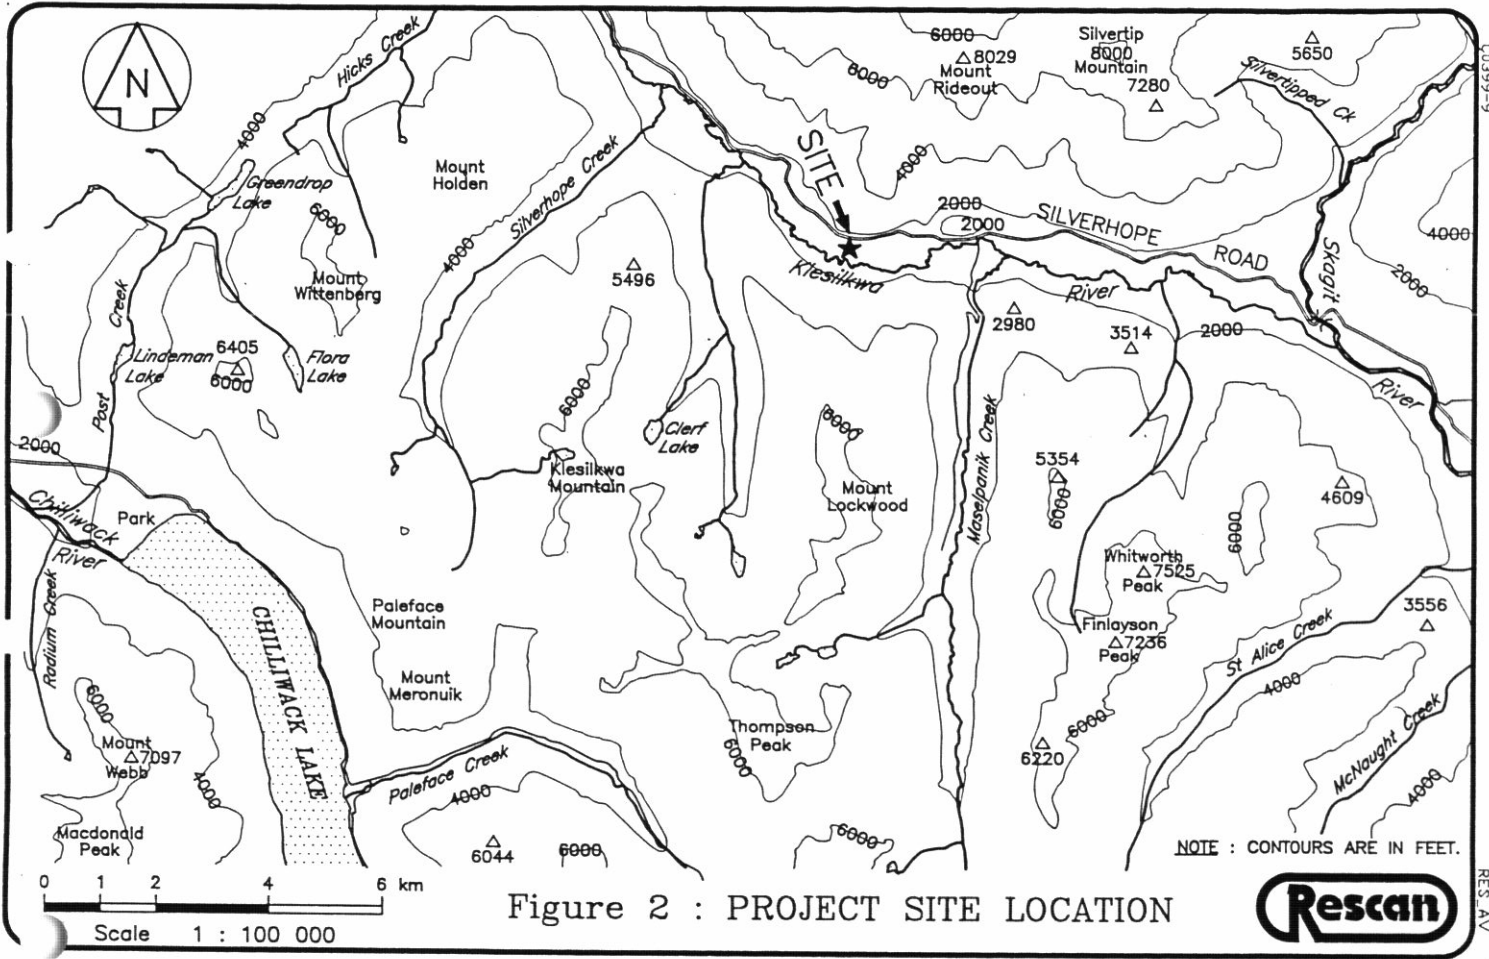 N
Hicks Creek
4000
Greendrop
Lake
6000
Mount
Wittenberg
Mount
Holden
Silverhope Creek
4000
5496
6000
8029
Mount
Rideout
6000
Silvertip
8000
Mountain
7280
5650
Silvertipped Ck
4000
SITE
2000
2000
SILVERHOPE
ROAD
Skagit
4000
2000
Klesilkwa
River
2980
3514
2000
River
Post
Creek
Lindeman
Lake
6405
6000
Flora
Lake
6000
Clerf
Lake
Klesilkwa
Mountain
6000
Mount
Lockwood
Maselpanik Creek
5354
6000
4609
6000
2000
Chilliwack
River
Park
Radium Creek
CHILLIWACK LAKE
Paleface
Mountain
Mount
Meronuik
Whitworth
7525
Peak
Finlayson
7236
Peak
St Alice Creek
3556
4000
McNaught Creek
4000
6000
Mount
7097
Webb
4000
Macdonald
Peak
Paleface Creek
4000
6044
6000
Thompson
Peak
6000
6000
6000
6220
NOTE : CONTOURS ARE IN FEET.
0 1 2 4 6 km
Scale 1 : 100 000
Figure 2 : PROJECT SITE LOCATION
Rescan
RES_AV